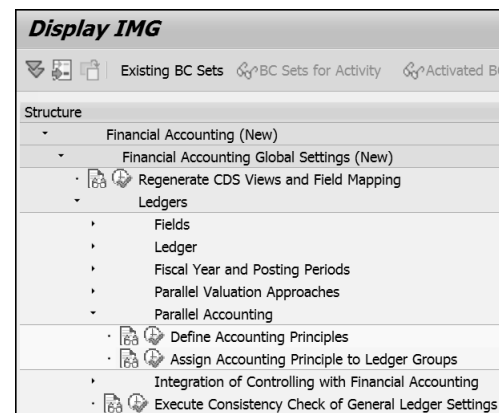 Display IMG
Existing BC Sets BC Sets for Activity Activated B
Structure
Financial Accounting (New)
Financial Accounting Global Settings (New)
Regenerate CDS Views and Field Mapping
Ledgers
Fields
Ledger
Fiscal Year and Posting Periods
Parallel Valuation Approaches
Parallel Accounting
Define Accounting Principles
Assign Accounting Principle to Ledger Groups
Integration of Controlling with Financial Accounting
Execute Consistency Check of General Ledger Settings